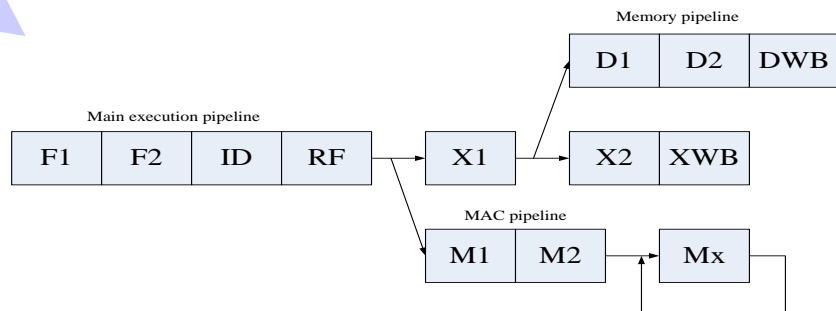 Memory pipeline
D1 D2 DWB
Main execution pipeline
F1 F2 ID RF X1 X2 XWB
MAC pipeline
M1 M2 Mx